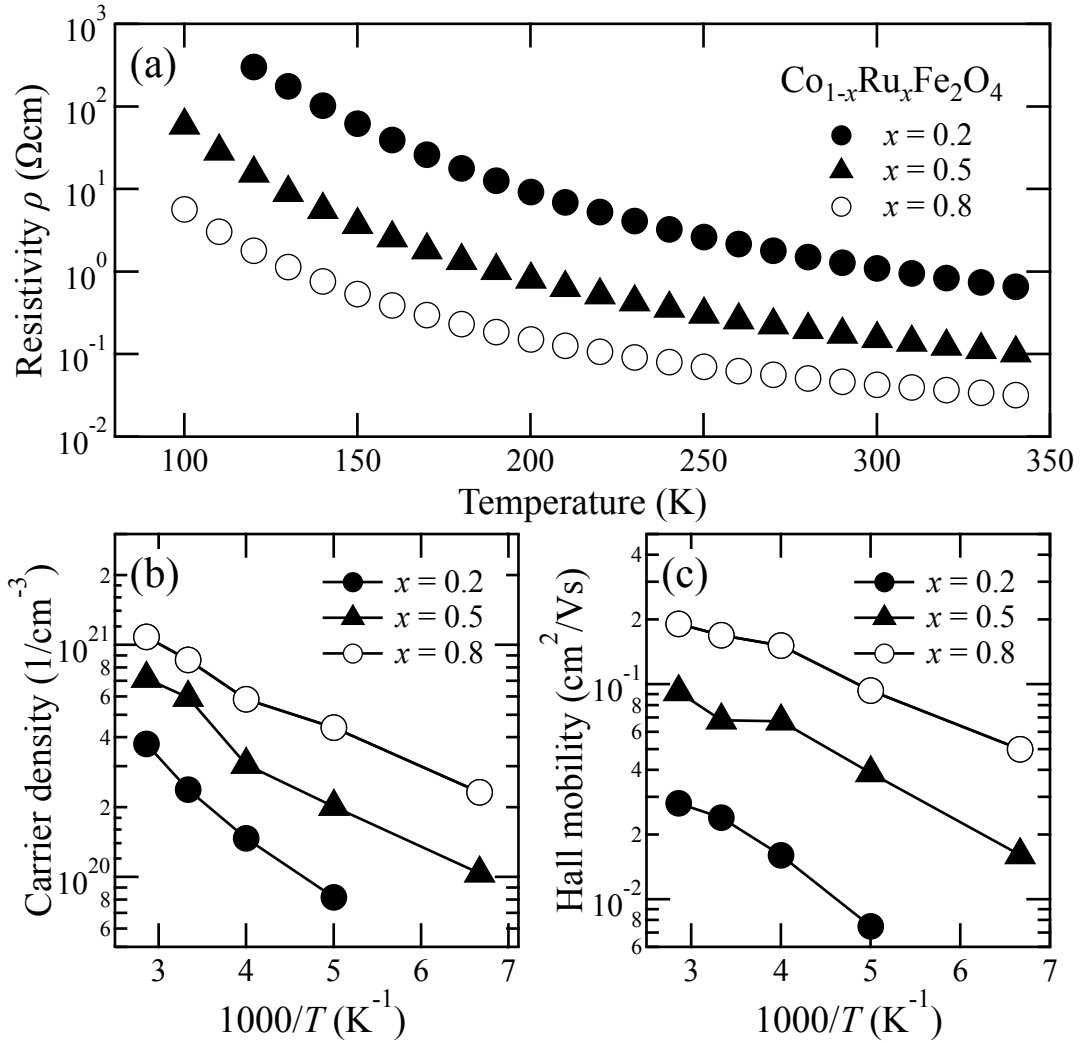 (a)
Co1-xRuxFe2O4
x = 0.2
x = 0.5
x = 0.8
10^3
10^2
10^1
10^0
10^-1
10^-2
Resistivity ρ (Ωcm)
100
150
200
250
300
350
Temperature (K)
(b)
x = 0.2
x = 0.5
x = 0.8
2
10^21
8
6
4
2
10^20
8
6
Carrier density (1/cm^-3)
3
4
5
6
7
1000/T (K^-1)
(c)
x = 0.2
x = 0.5
x = 0.8
4
2
10^-1
8
6
4
2
10^-2
8
6
Hall mobility (cm^2/Vs)
3
4
5
6
7
1000/T (K^-1)